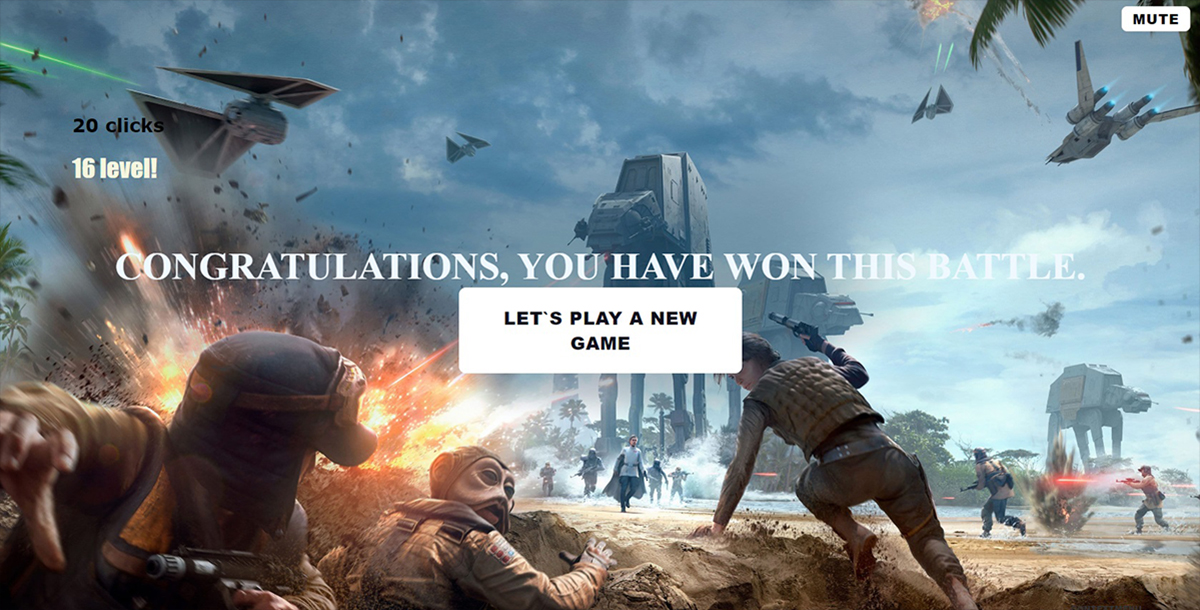 MUTE
20 clicks
16 level!
CONGRATULATIONS, YOU HAVE WON THIS BATTLE.
LET`S PLAY A NEW
GAME